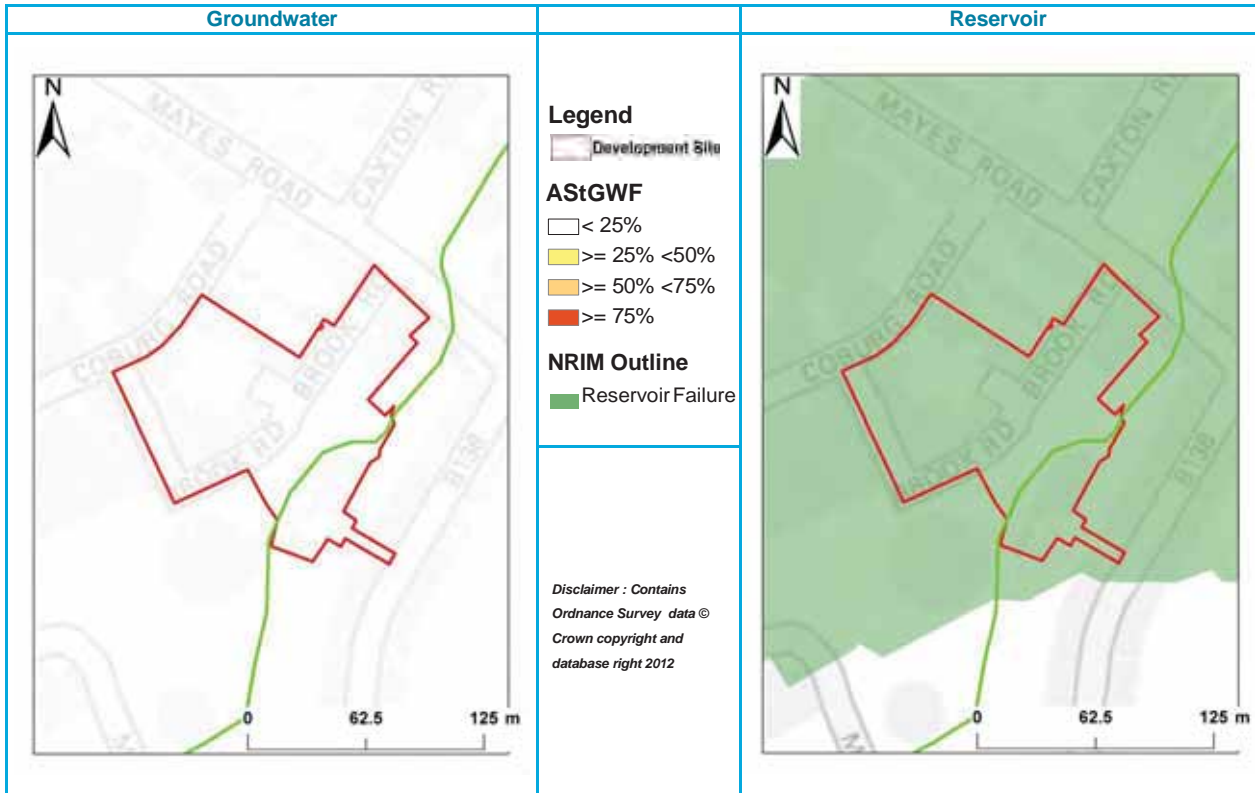 Groundwater
Reservoir
N
MAYES ROAD
CAXTON R
COBURG ROAD
BROOK R
BROOK RD
B138
M
0 62.5 125 m
Legend
Development Site
AStGWF
< 25%
>= 25% <50%
>= 50% <75%
>= 75%
NRIM Outline
Reservoir Failure
Disclaimer : Contains
Ordnance Survey data ©
Crown copyright and
database right 2012
N
MAYES ROAD
CAXTON R
COBURG ROAD
BROOK RD
BROOK RD
B138
M
0 62.5 125 m